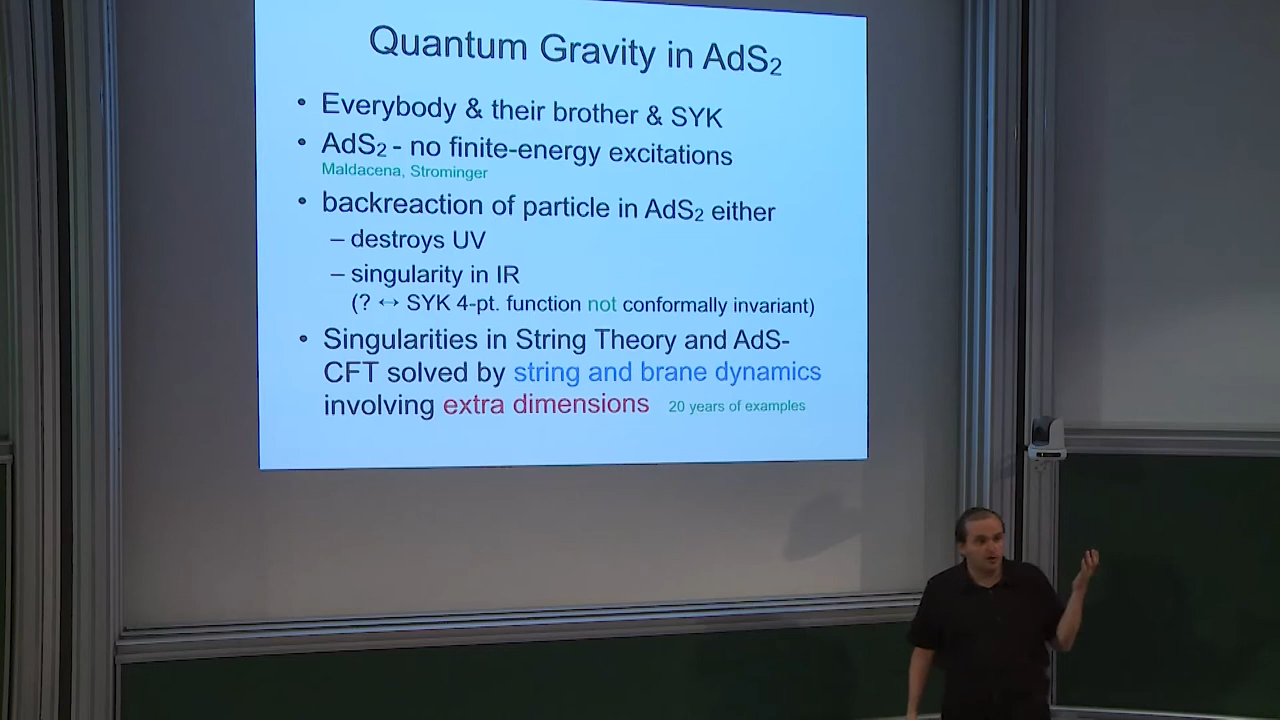 Quantum Gravity in AdS₂
• Everybody & their brother & SYK
• AdS₂ - no finite-energy excitations
Maldacena, Strominger
• backreaction of particle in AdS₂ either
– destroys UV
– singularity in IR
(? ↔ SYK 4-pt. function not conformally invariant)
• Singularities in String Theory and AdS-
CFT solved by string and brane dynamics
involving extra dimensions 20 years of examples